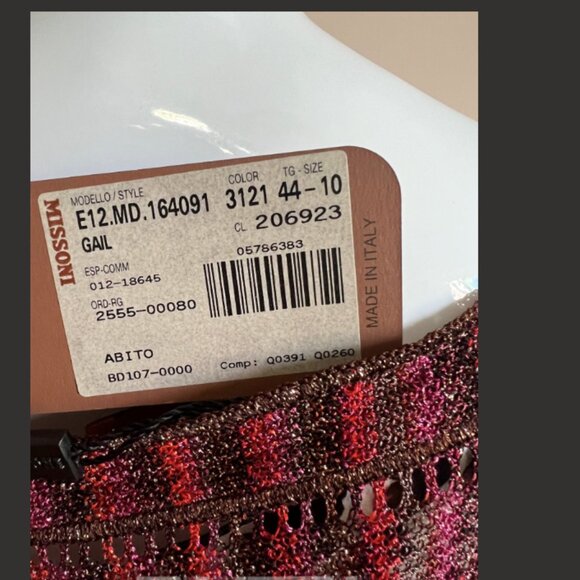 MISSONI
MODELLO / STYLE COLOR TG - SIZE
E12.MD.164091 3121 44-10
GAIL CL 206923
05786383
ESP-COMM
012-18645
ORD-RG
2555-00080
ABITO
BD107-0000 Comp: Q0391 Q0260
MADE IN ITALY